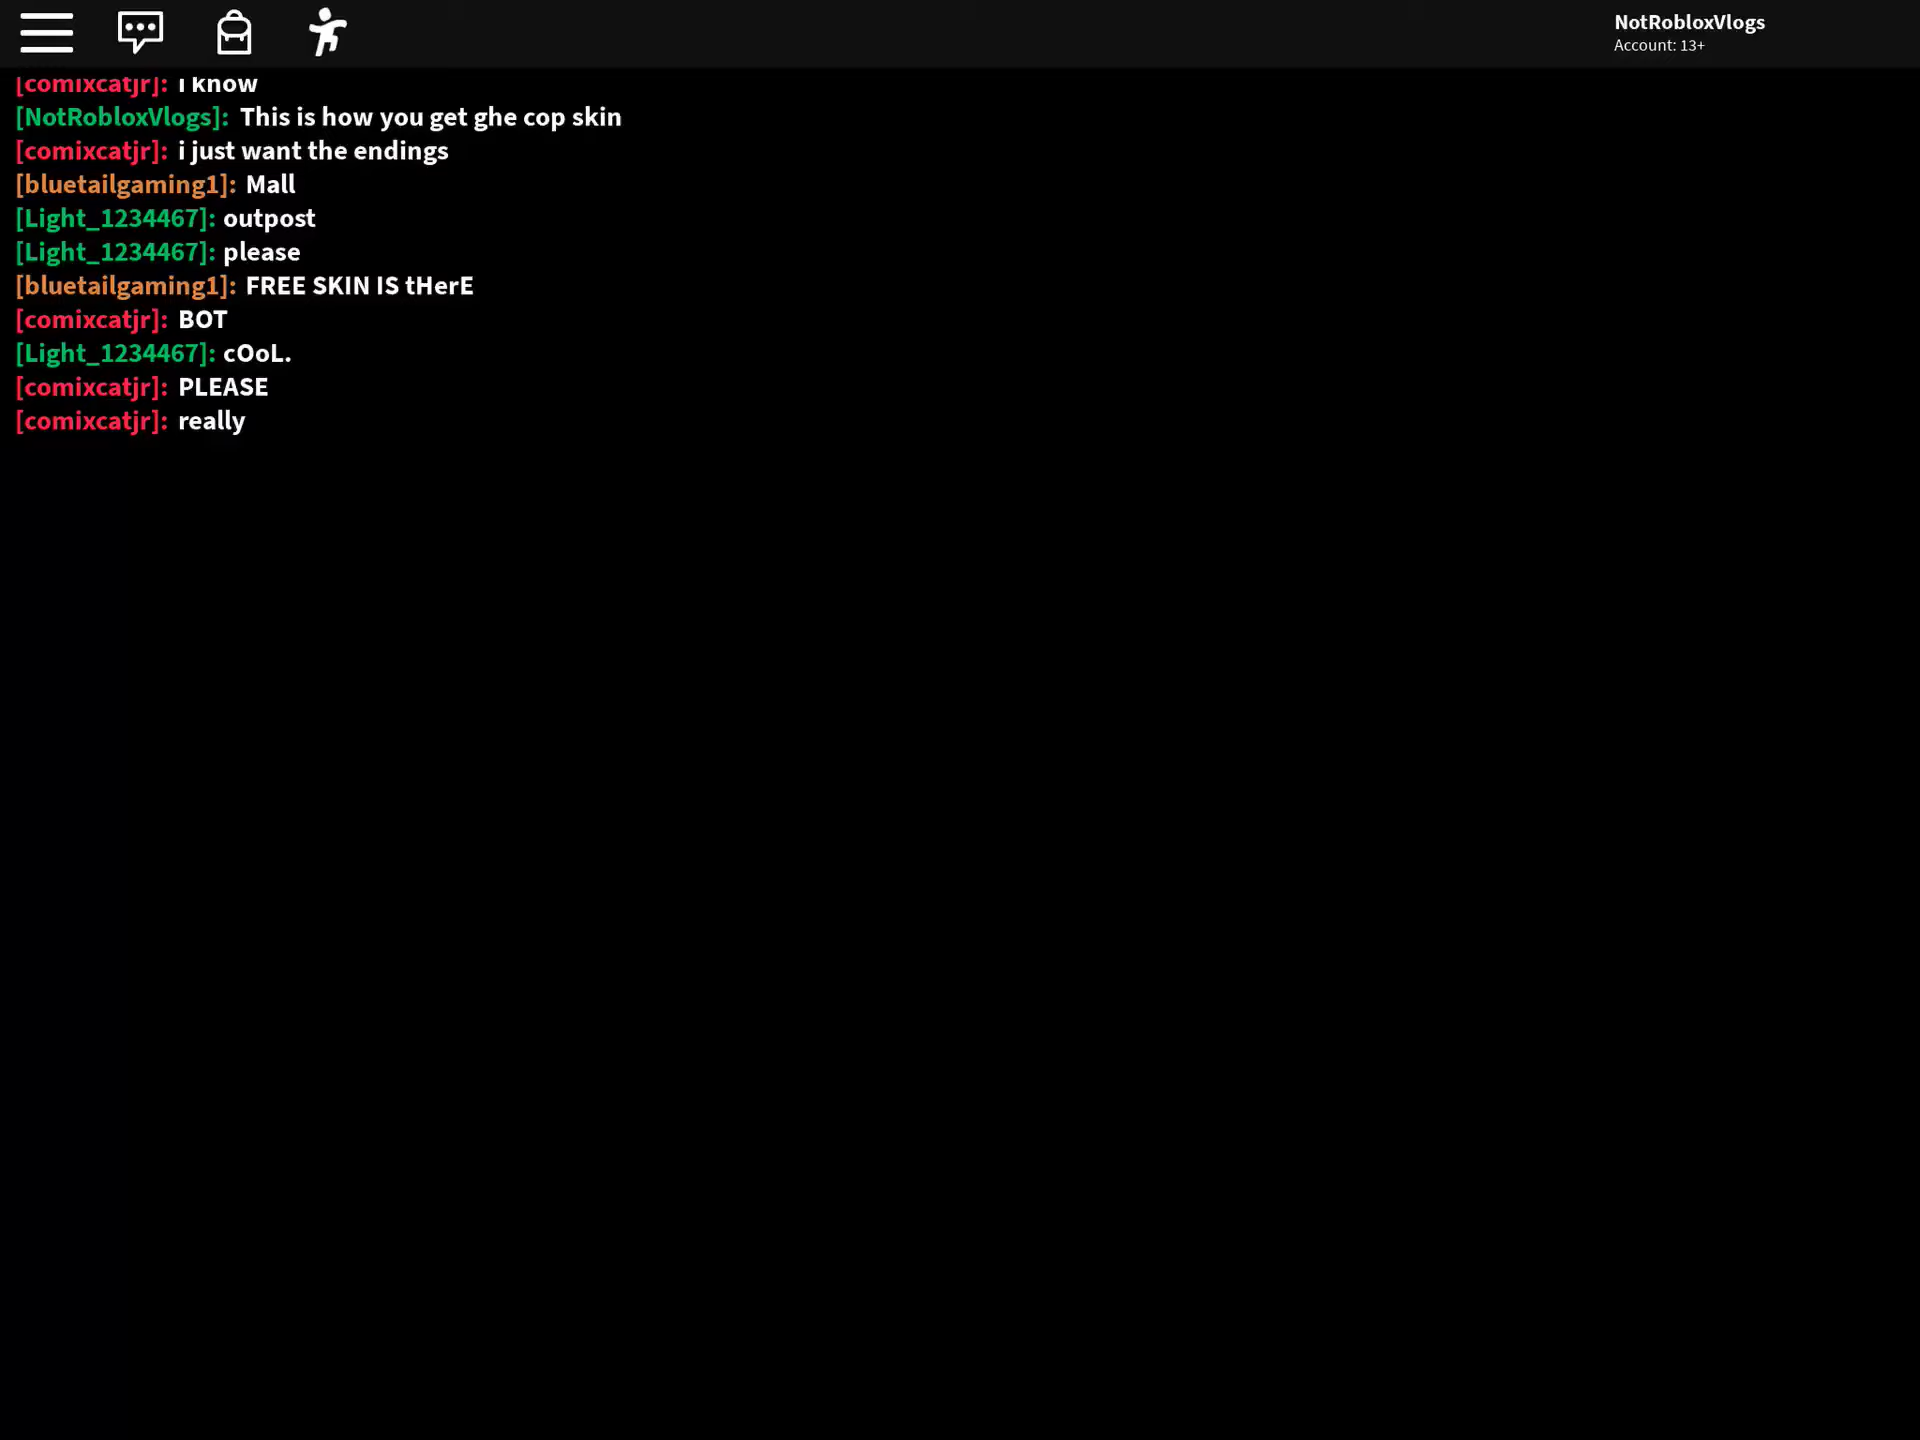 NotRobloxVlogs
Account: 13+
[comixcatjr]: i know
[NotRobloxVlogs]: This is how you get ghe cop skin
[comixcatjr]: i just want the endings
[bluetailgaming1]: Mall
[Light_1234467]: outpost
[Light_1234467]: please
[bluetailgaming1]: FREE SKIN IS tHerE
[comixcatjr]: BOT
[Light_1234467]: cOoL.
[comixcatjr]: PLEASE
[comixcatjr]: really